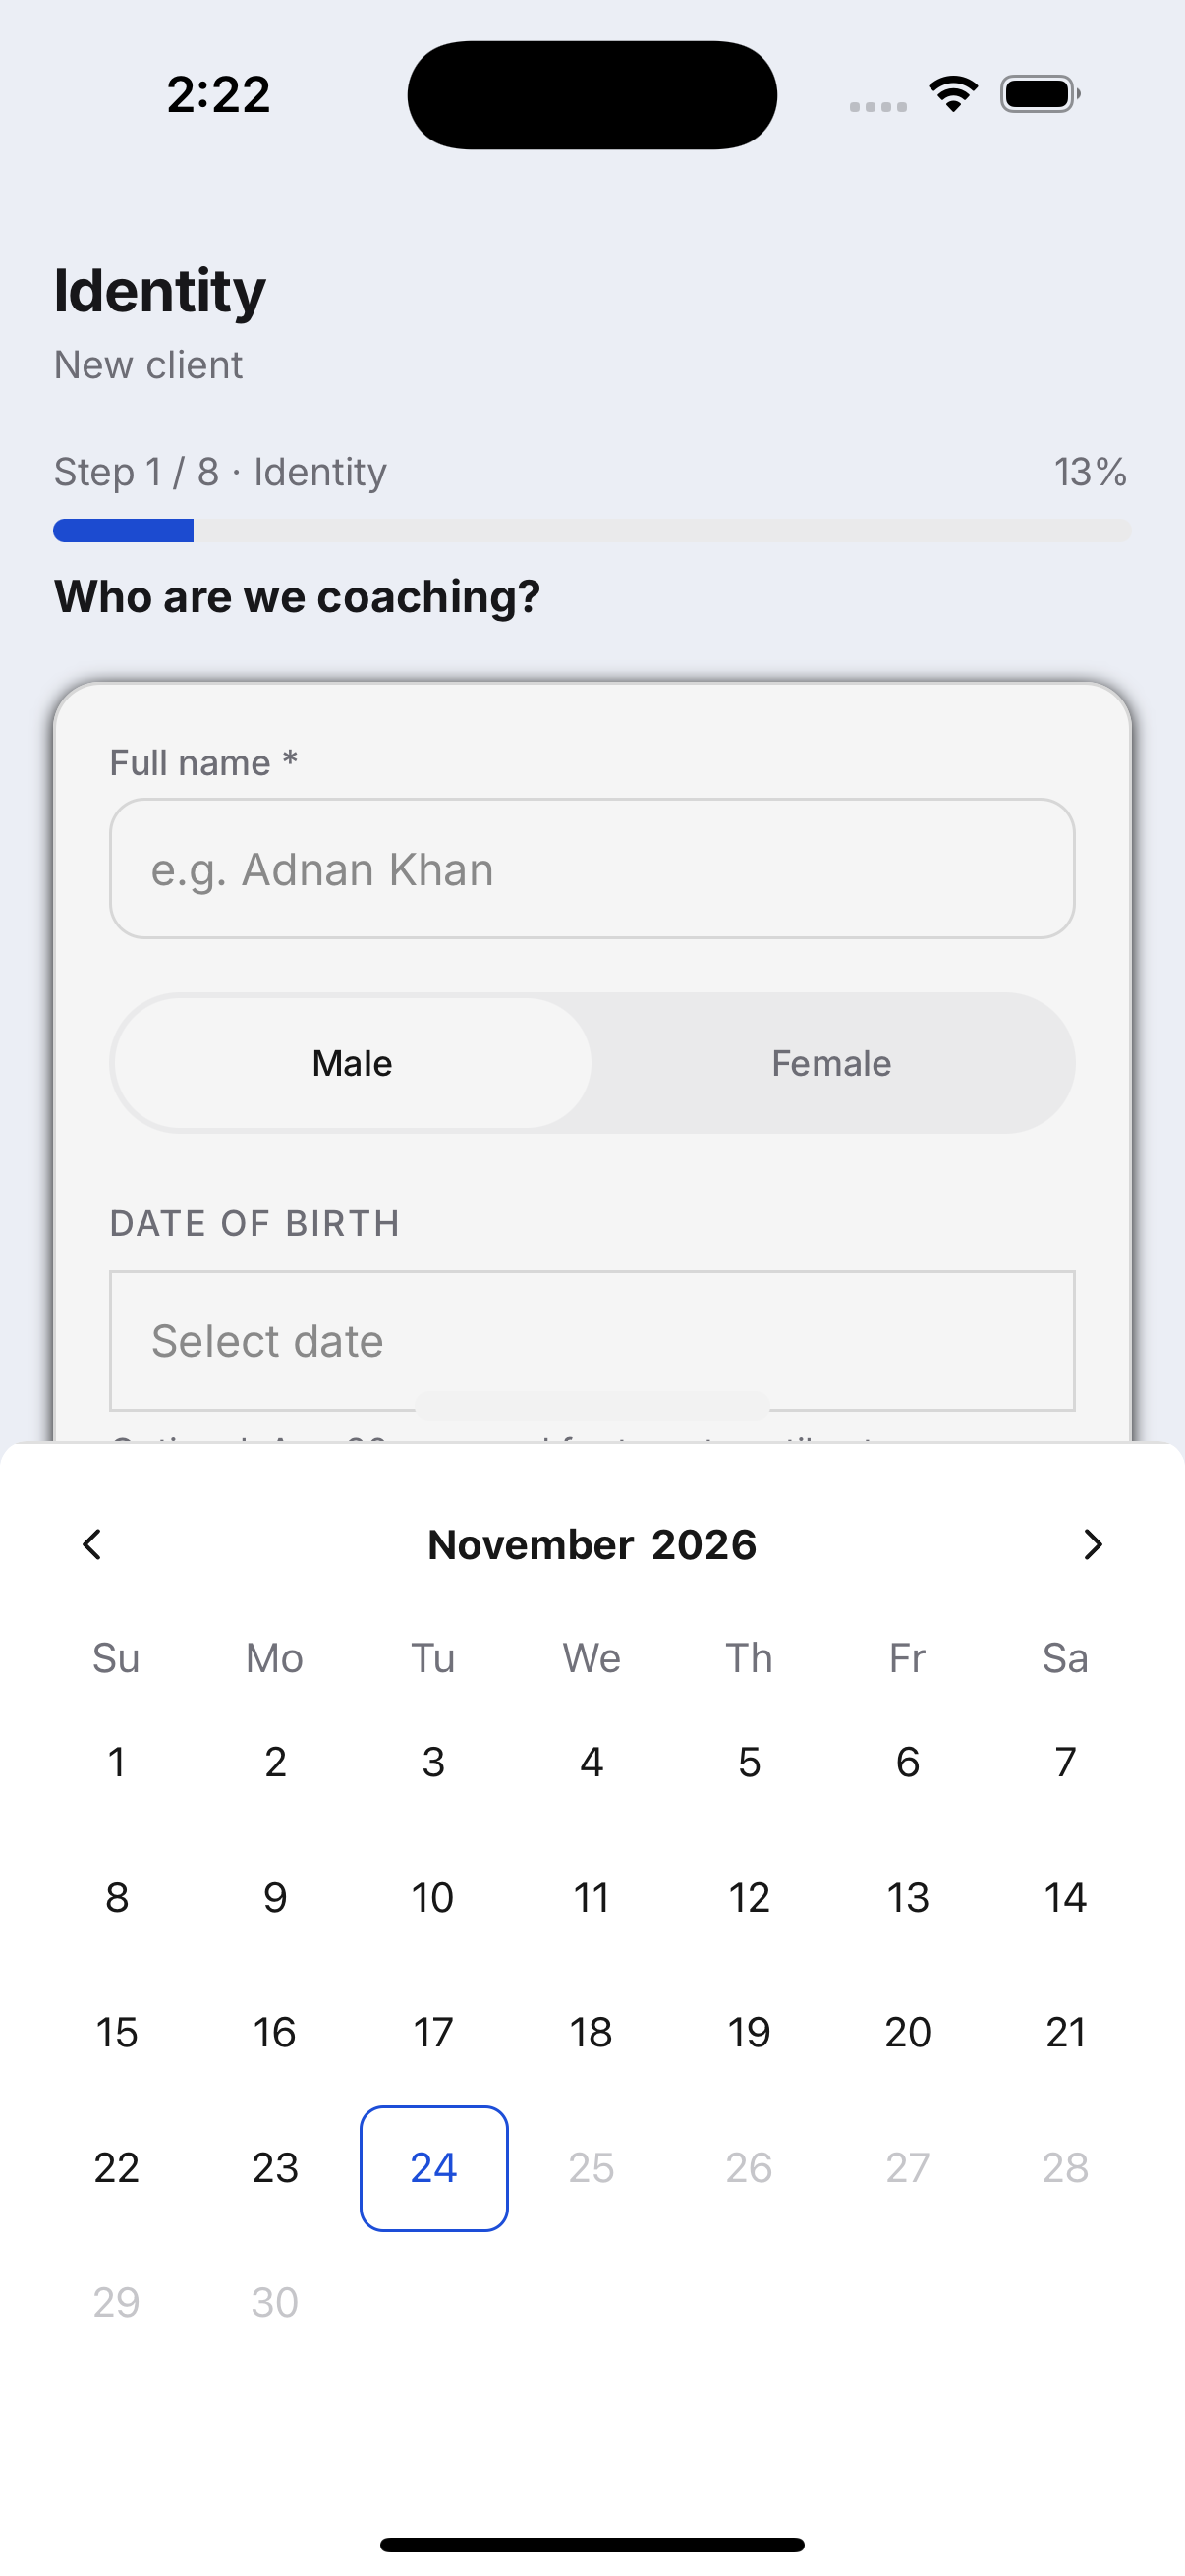 2:22
Identity
New client
Step 1 / 8 · Identity 13%
Who are we coaching?
Full name *
e.g. Adnan Khan
Male Female
DATE OF BIRTH
Select date
November 2026
Su Mo Tu We Th Fr Sa
1 2 3 4 5 6 7
8 9 10 11 12 13 14
15 16 17 18 19 20 21
22 23 24 25 26 27 28
29 30